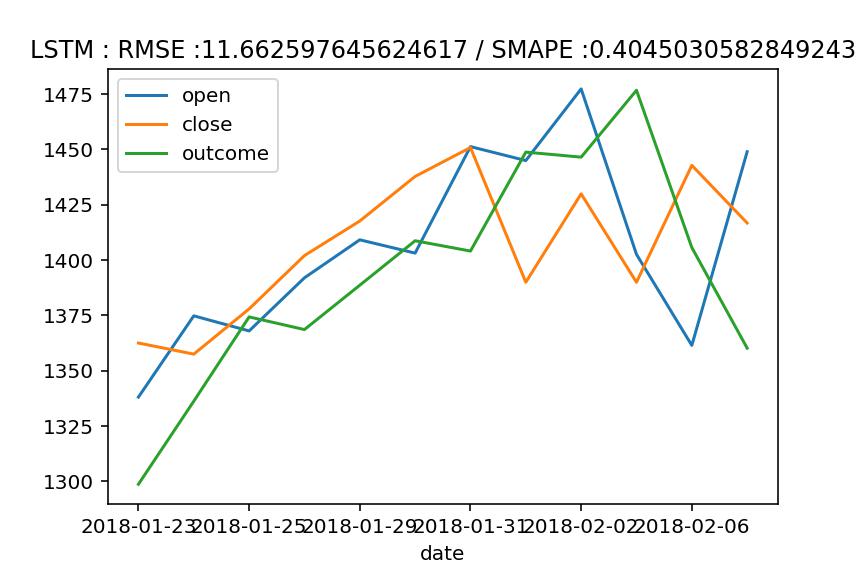 LSTM : RMSE :11.662597645624617 / SMAPE :0.4045030582849243
open
close
outcome
1475
1450
1425
1400
1375
1350
1325
1300
2018-01-23
2018-01-25
2018-01-29
2018-01-31
2018-02-02
2018-02-06
date